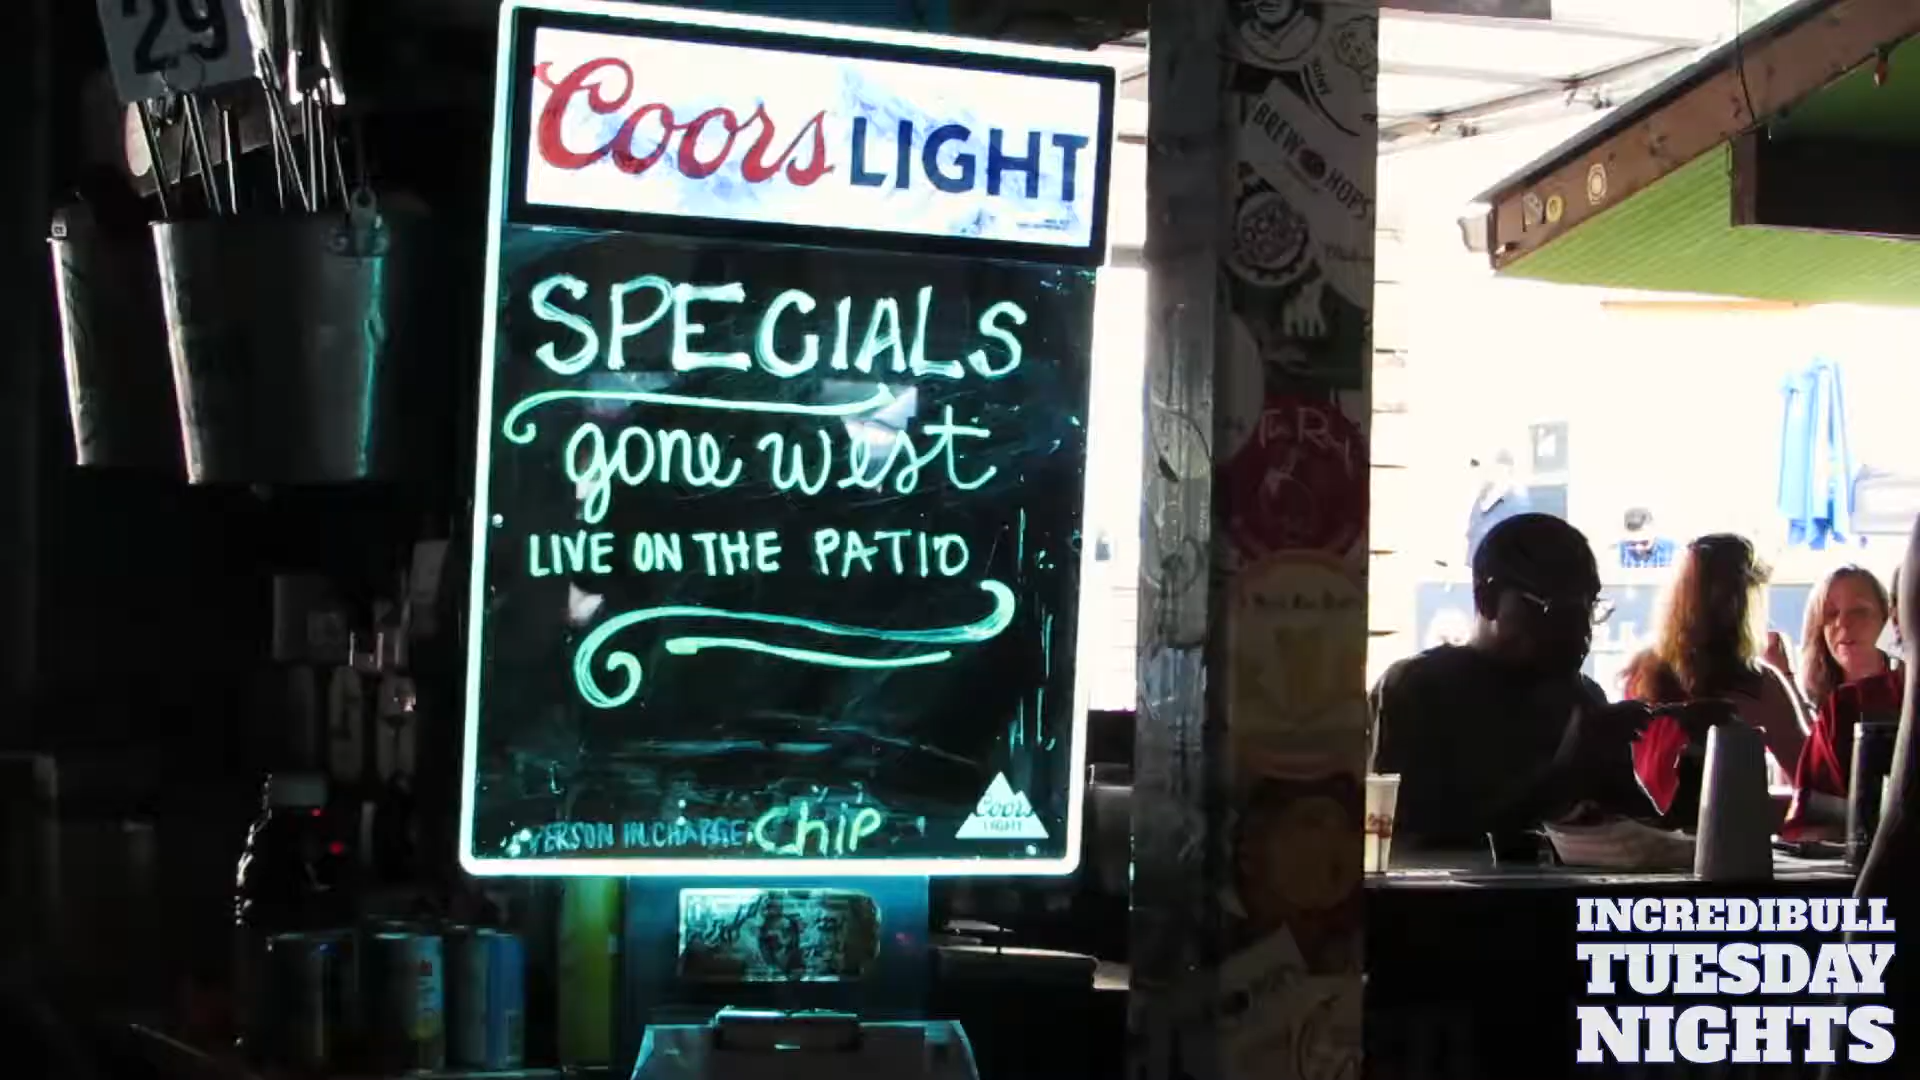 29
Coors LIGHT
SPECIALS
gone west
LIVE ON THE PATIO
PERSON IN CHARGE: Chip
Coors
LIGHT
BREW HOPS
INCREDIBULL
TUESDAY
NIGHTS